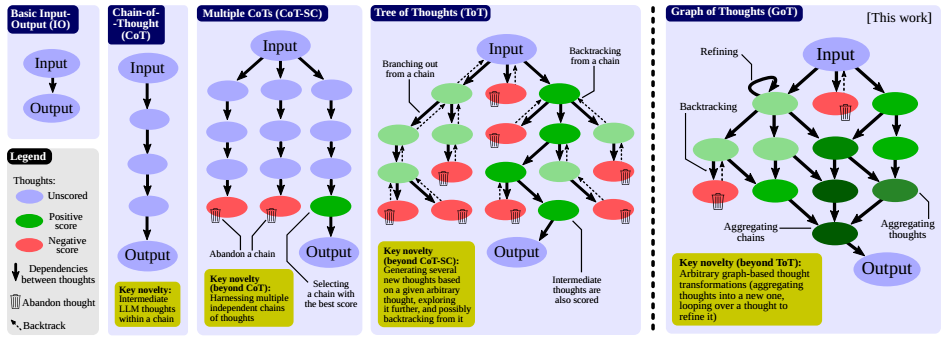 Basic Input-
Output (IO)
Input
Output
Legend
Thoughts:
Unscored
Positive
score
Negative
score
Dependencies
between thoughts
Abandon thought
Backtrack
Chain-of-
-Thought
(CoT)
Input
Output
Key novelty:
Intermediate
LLM thoughts
within a chain
Multiple CoTs (CoT-SC)
Input
Abandon a chain
Output
Selecting
a chain with
the best score
Key novelty
(beyond CoT):
Harnessing multiple
independent chains
of thoughts
Tree of Thoughts (ToT)
Input
Branching out
from a chain
Backtracking
from a chain
Output
Intermediate
thoughts are
also scored
Key novelty
(beyond CoT-SC):
Generating several
new thoughts based
on a given arbitrary
thought, exploring
it further, and possibly
backtracking from it
Graph of Thoughts (GoT)
[This work]
Refining
Input
Backtracking
Aggregating
chains
Aggregating
thoughts
Output
Key novelty (beyond ToT):
Arbitrary graph-based thought
transformations (aggregating
thoughts into a new one,
looping over a thought to
refine it)